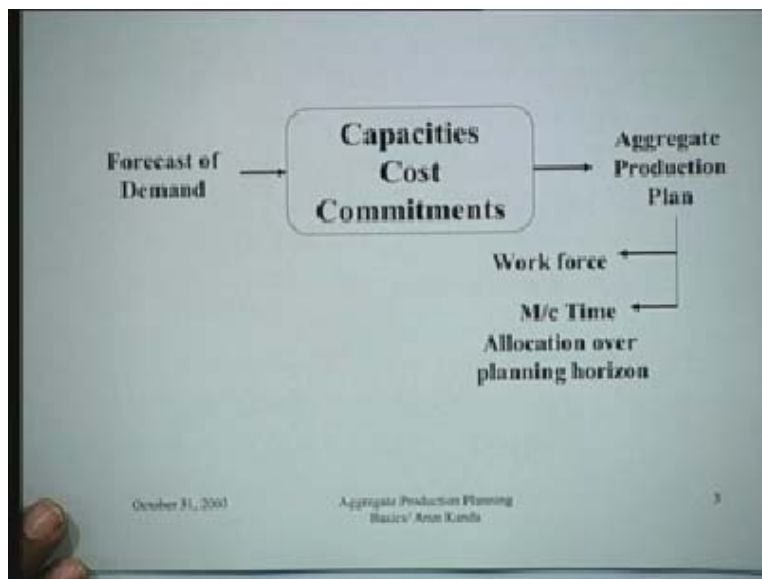 Forecast of
Demand
Capacities
Cost
Commitments
Aggregate
Production
Plan
Work force
M/c Time
Allocation over
planning horizon
October 31,
Aggregate Production Planning
Basics/ Arun Kanda
3